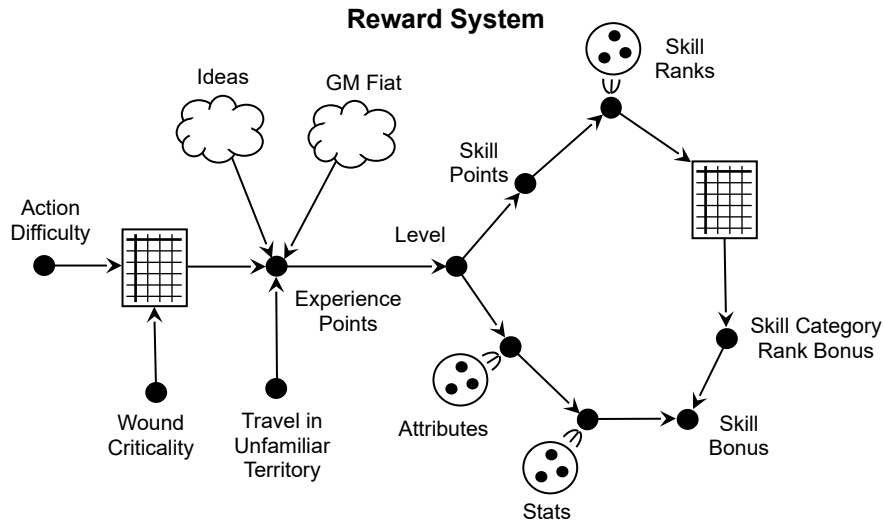 Reward System
Ideas
GM Fiat
Skill
Ranks
Skill
Points
Action
Difficulty
Level
Experience
Points
Skill Category
Rank Bonus
Wound
Criticality
Travel in
Unfamiliar
Territory
Attributes
Skill
Bonus
Stats